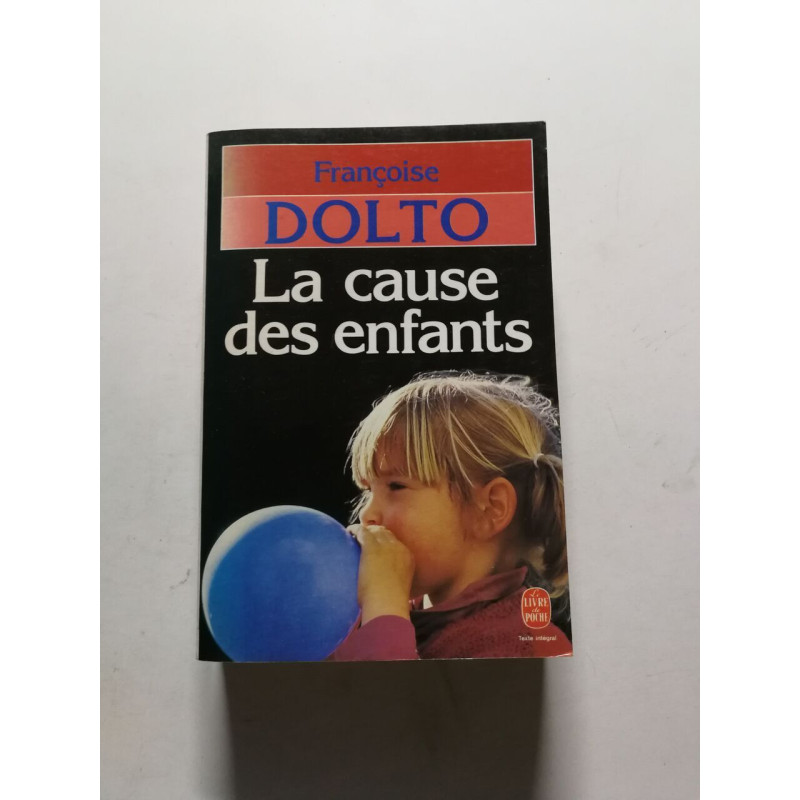 Françoise
DOLTO
La cause
des enfants
Le
LIVRE
de
POCHE
Texte intégral